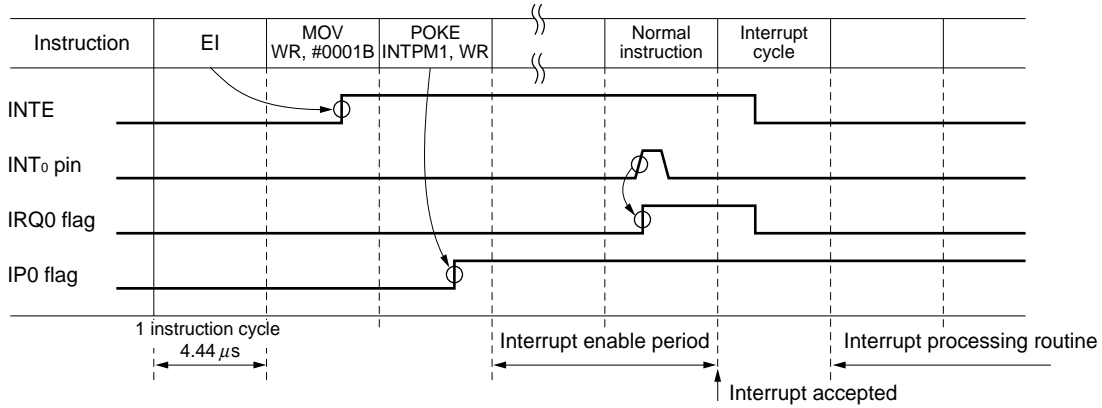 Instruction
EI
MOV
WR, #0001B
POKE
INTPM1, WR
Normal
instruction
Interrupt
cycle
INTE
INT₀ pin
IRQ0 flag
IP0 flag
1 instruction cycle
4.44 μs
Interrupt enable period
Interrupt processing routine
Interrupt accepted